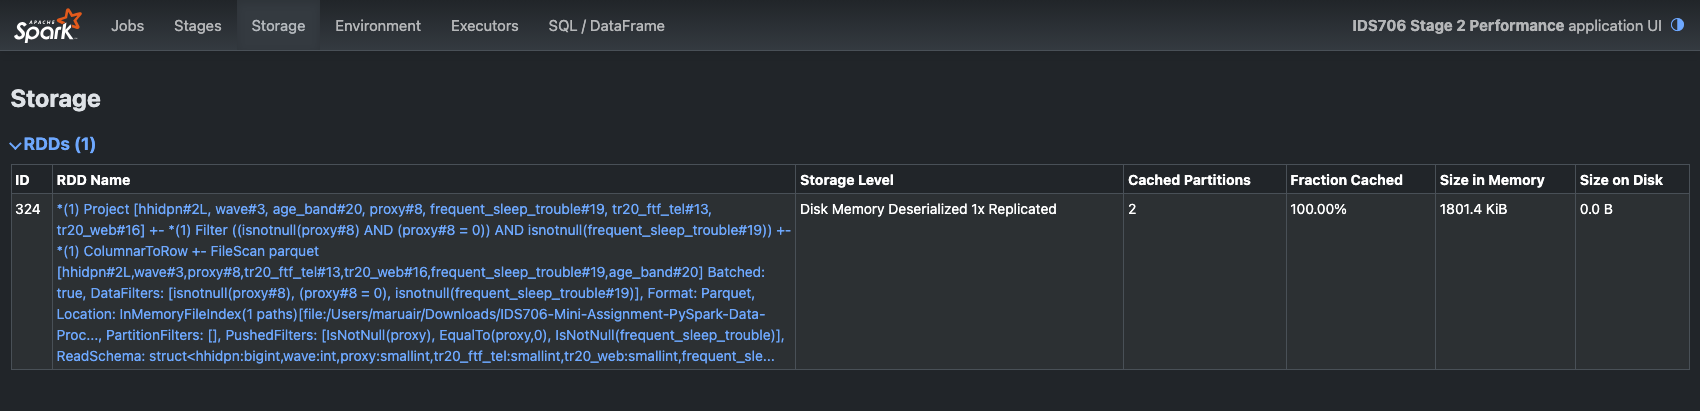 APACHE
Spark
Jobs Stages Storage Environment Executors SQL / DataFrame IDS706 Stage 2 Performance application UI
Storage
RDDs (1)
ID RDD Name Storage Level Cached Partitions Fraction Cached Size in Memory Size on Disk
324 *(1) Project [hhidpn#2L, wave#3, age_band#20, proxy#8, frequent_sleep_trouble#19, tr20_ftf_tel#13, Disk Memory Deserialized 1x Replicated 2 100.00% 1801.4 KiB 0.0 B
tr20_web#16] +- *(1) Filter ((isnotnull(proxy#8) AND (proxy#8 = 0)) AND isnotnull(frequent_sleep_trouble#19)) +-
*(1) ColumnarToRow +- FileScan parquet
[hhidpn#2L,wave#3,proxy#8,tr20_ftf_tel#13,tr20_web#16,frequent_sleep_trouble#19,age_band#20] Batched:
true, DataFilters: [isnotnull(proxy#8), (proxy#8 = 0), isnotnull(frequent_sleep_trouble#19)], Format: Parquet,
Location: InMemoryFileIndex(1 paths)[file:/Users/maruair/Downloads/IDS706-Mini-Assignment-PySpark-Data-
Proc..., PartitionFilters: [], PushedFilters: [IsNotNull(proxy), EqualTo(proxy,0), IsNotNull(frequent_sleep_trouble)],
ReadSchema: struct<hhidpn:bigint,wave:int,proxy:smallint,tr20_ftf_tel:smallint,tr20_web:smallint,frequent_sle...